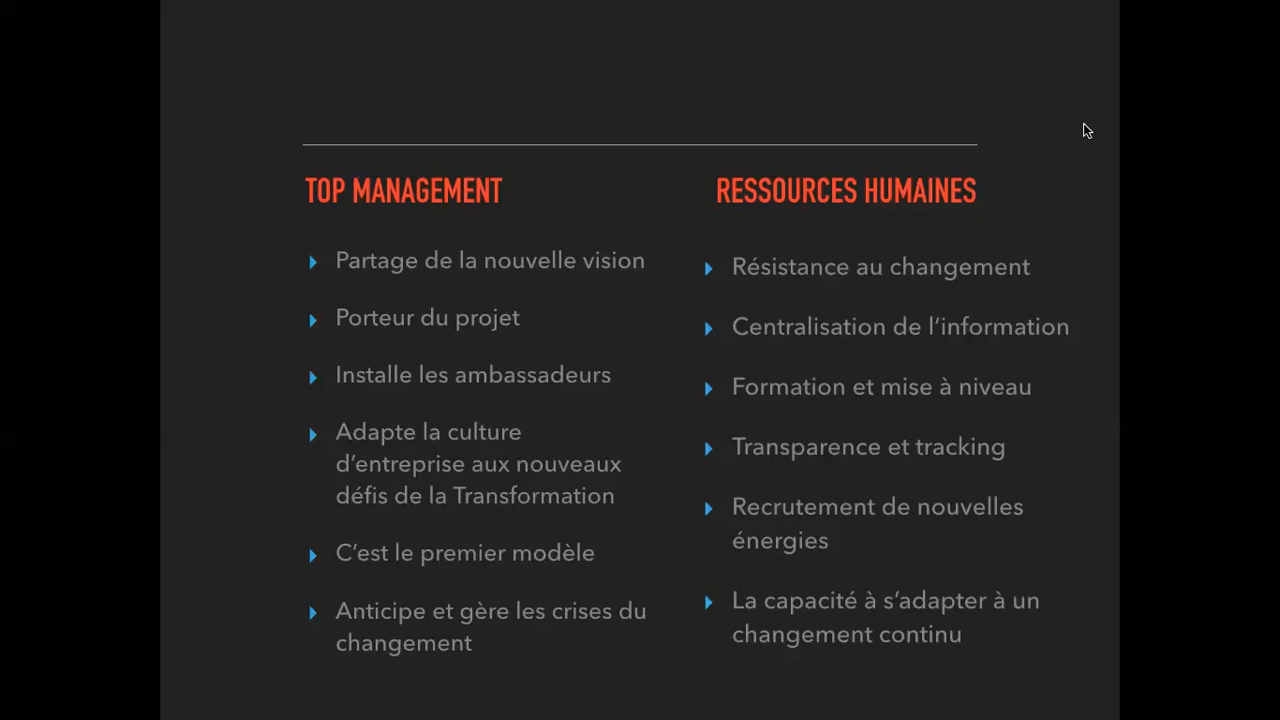 TOP MANAGEMENT
Partage de la nouvelle vision
Porteur du projet
Installe les ambassadeurs
Adapte la culture
d’entreprise aux nouveaux
défis de la Transformation
C’est le premier modèle
Anticipe et gère les crises du
changement
RESSOURCES HUMAINES
Résistance au changement
Centralisation de l’information
Formation et mise à niveau
Transparence et tracking
Recrutement de nouvelles
énergies
La capacité à s’adapter à un
changement continu